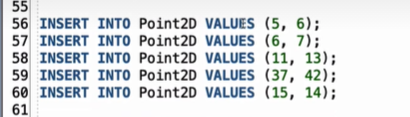 55
56 INSERT INTO Point2D VALUES (5, 6);
57 INSERT INTO Point2D VALUES (6, 7);
58 INSERT INTO Point2D VALUES (11, 13);
59 INSERT INTO Point2D VALUES (37, 42);
60 INSERT INTO Point2D VALUES (15, 14);
61